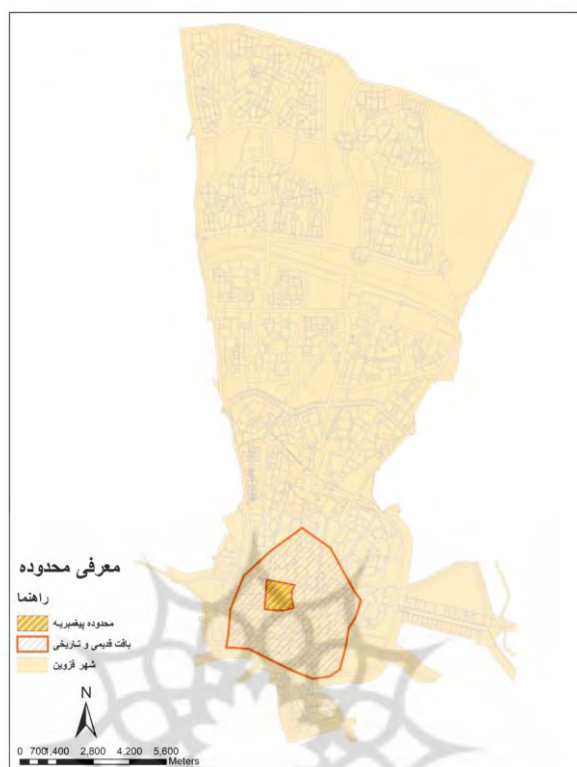 معرفی محدوده
راهنما
محدوده پیغمبریه
بافت قدیمی و تاریخی
شهر قزوین
N
0 700 1,400 2,800 4,200 5,600
Meters